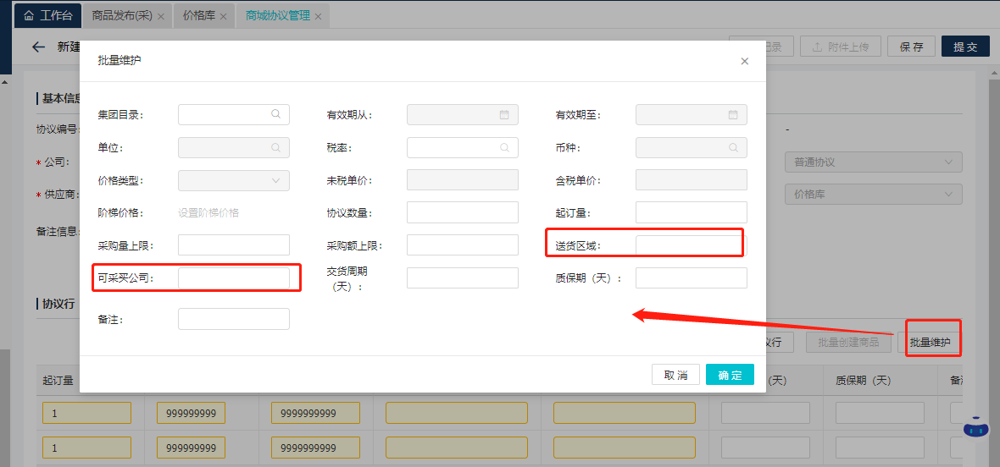 工作台 商品发布(采) × 价格库 × 商城协议管理 ×
新建
记录 附件上传 保存 提交
批量维护 ×
基本信息
协议编号:
-
* 公司:
普通协议
* 供应商:
价格库
备注信息:
集团目录: 有效期从: 有效期至:
单位: 税率: 币种:
价格类型: 未税单价: 含税单价:
阶梯价格: 设置阶梯价格 协议数量: 起订量:
采购量上限: 采购额上限: 送货区域:
可采买公司: 交货周期（天）: 质保期（天）:
备注:
取消 确定
协议行
议行 批量创建商品 批量维护
起订量 （天） 质保期（天） 备注
1 999999999 9999999999
1 999999999 9999999999